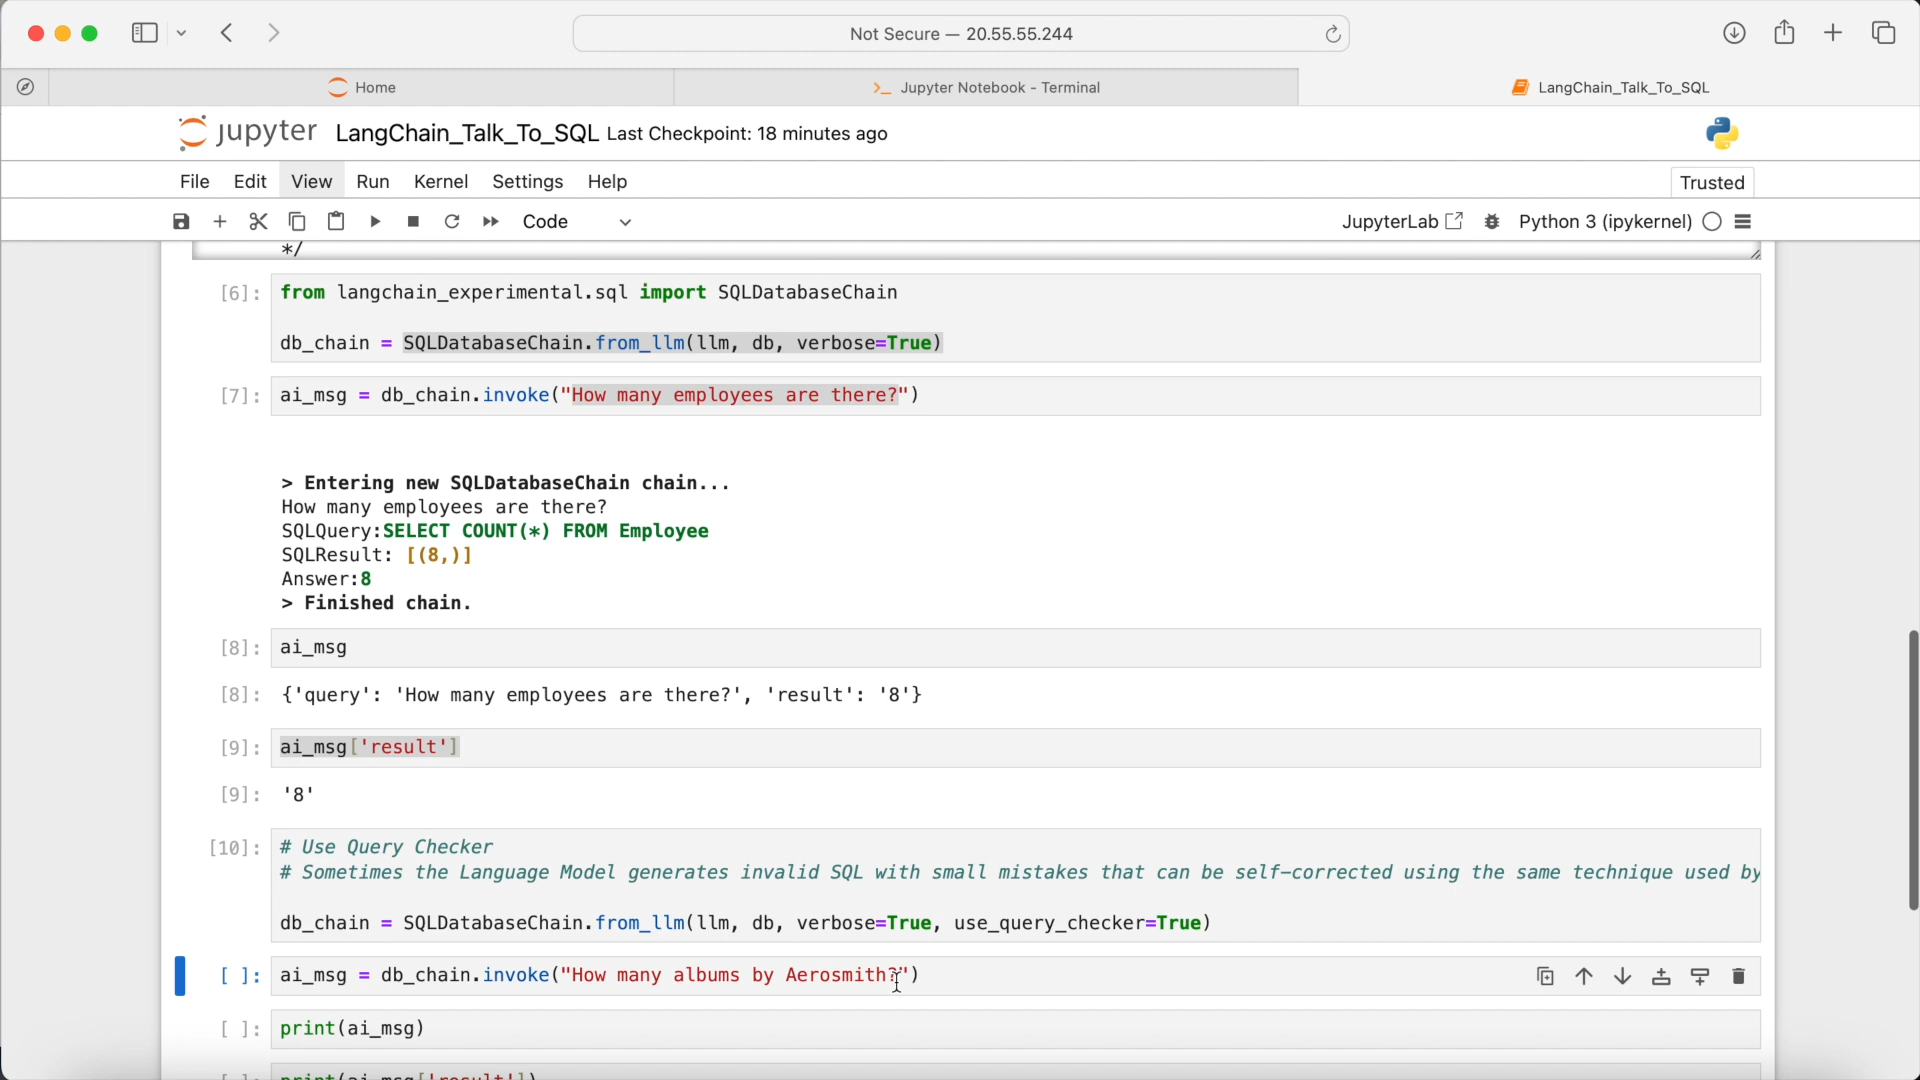 Not Secure — 20.55.55.244
Home
Jupyter Notebook - Terminal
LangChain_Talk_To_SQL
jupyter LangChain_Talk_To_SQL Last Checkpoint: 18 minutes ago
File Edit View Run Kernel Settings Help
Trusted
Code
JupyterLab
Python 3 (ipykernel)
*/
[6]: from langchain_experimental.sql import SQLDatabaseChain
db_chain = SQLDatabaseChain.from_llm(llm, db, verbose=True)
[7]: ai_msg = db_chain.invoke("How many employees are there?")
> Entering new SQLDatabaseChain chain...
How many employees are there?
SQLQuery:SELECT COUNT(*) FROM Employee
SQLResult: [(8,)]
Answer:8
> Finished chain.
[8]: ai_msg
[8]: {'query': 'How many employees are there?', 'result': '8'}
[9]: ai_msg['result']
[9]: '8'
[10]: # Use Query Checker
# Sometimes the Language Model generates invalid SQL with small mistakes that can be self-corrected using the same technique used by
db_chain = SQLDatabaseChain.from_llm(llm, db, verbose=True, use_query_checker=True)
[ ]: ai_msg = db_chain.invoke("How many albums by Aerosmith?")
[ ]: print(ai_msg)
[ ]: print(ai_msg['result'])